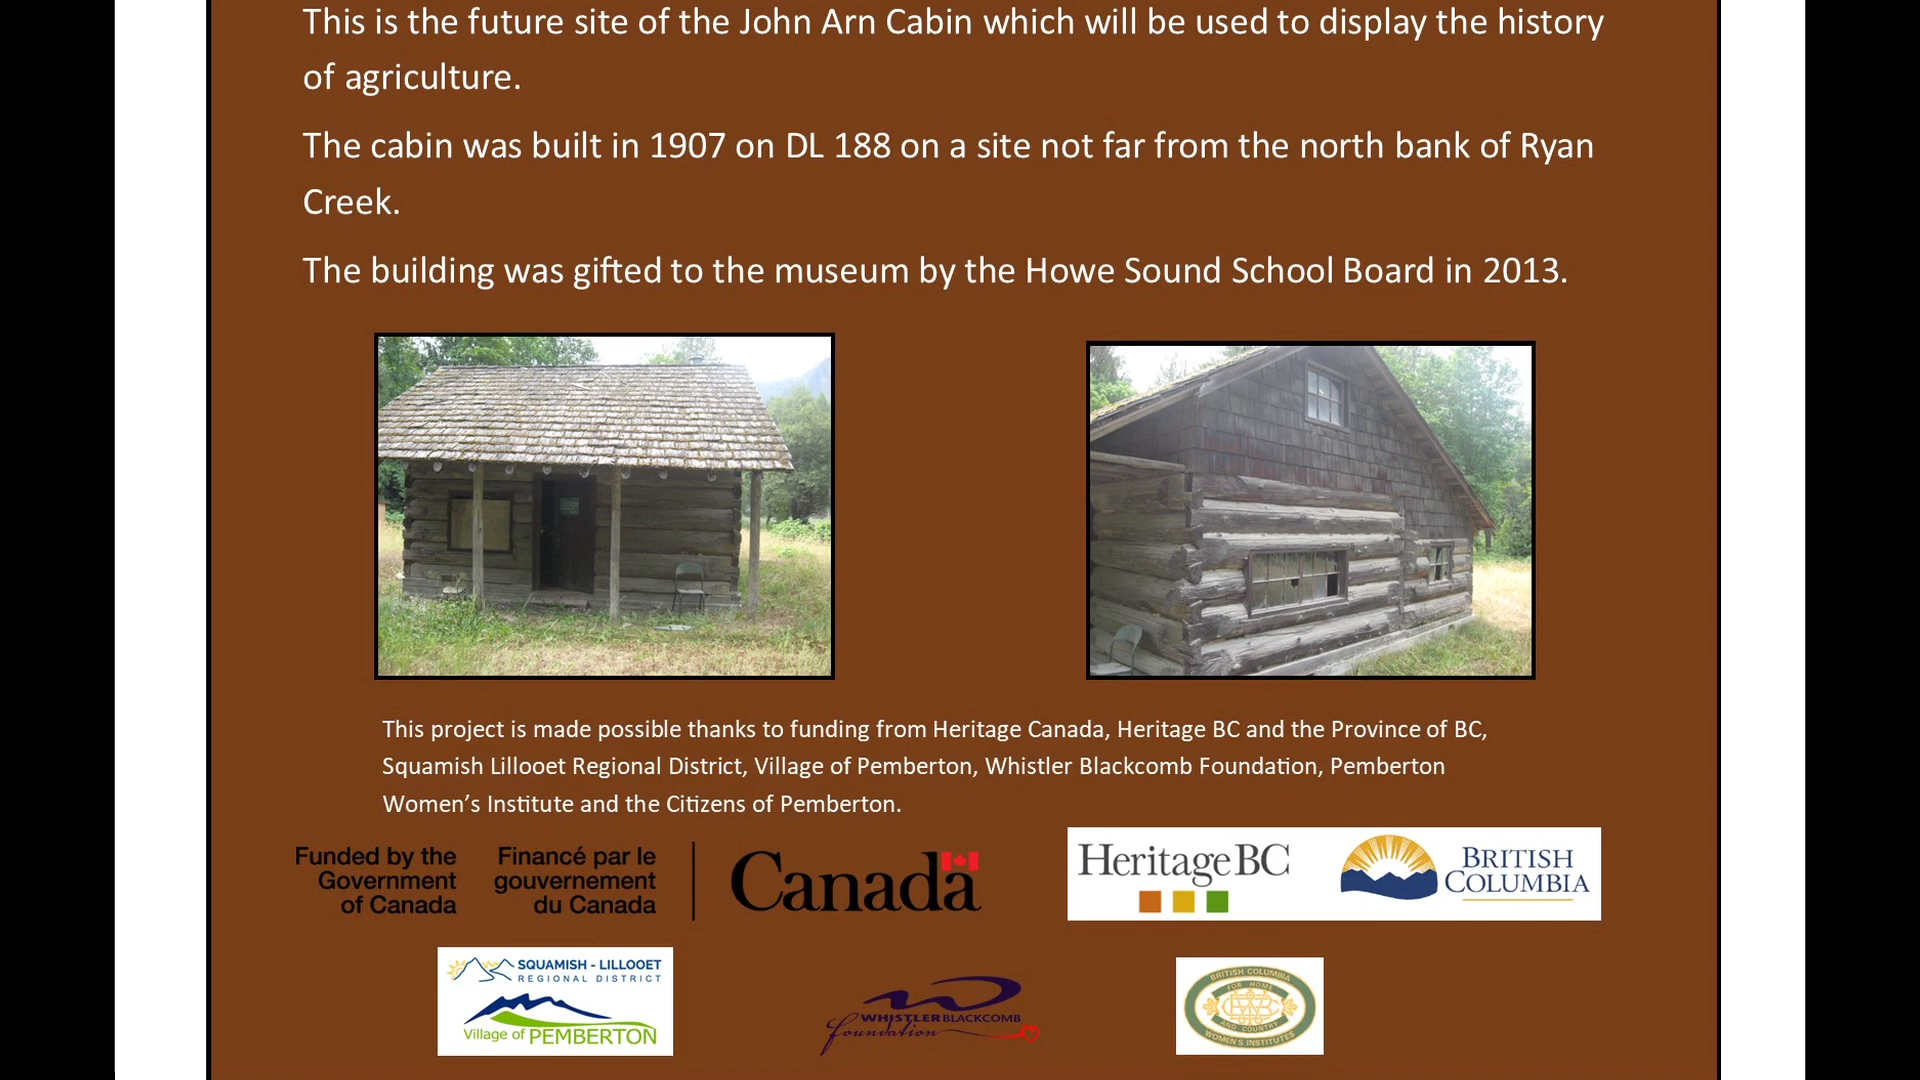 This is the future site of the John Arn Cabin which will be used to display the history
of agriculture.
The cabin was built in 1907 on DL 188 on a site not far from the north bank of Ryan
Creek.
The building was gifted to the museum by the Howe Sound School Board in 2013.
This project is made possible thanks to funding from Heritage Canada, Heritage BC and the Province of BC,
Squamish Lillooet Regional District, Village of Pemberton, Whistler Blackcomb Foundation, Pemberton
Women’s Institute and the Citizens of Pemberton.
Funded by the
Government
of Canada
Financé par le
gouvernement
du Canada
Canada
Heritage BC
BRITISH
COLUMBIA
SQUAMISH - LILLOOET
REGIONAL DISTRICT
Village of PEMBERTON
WHISTLERBLACKCOMB
foundation
BRITISH COLUMBIA
FOR HOME
AND COUNTRY
WOMEN'S INSTITUTES